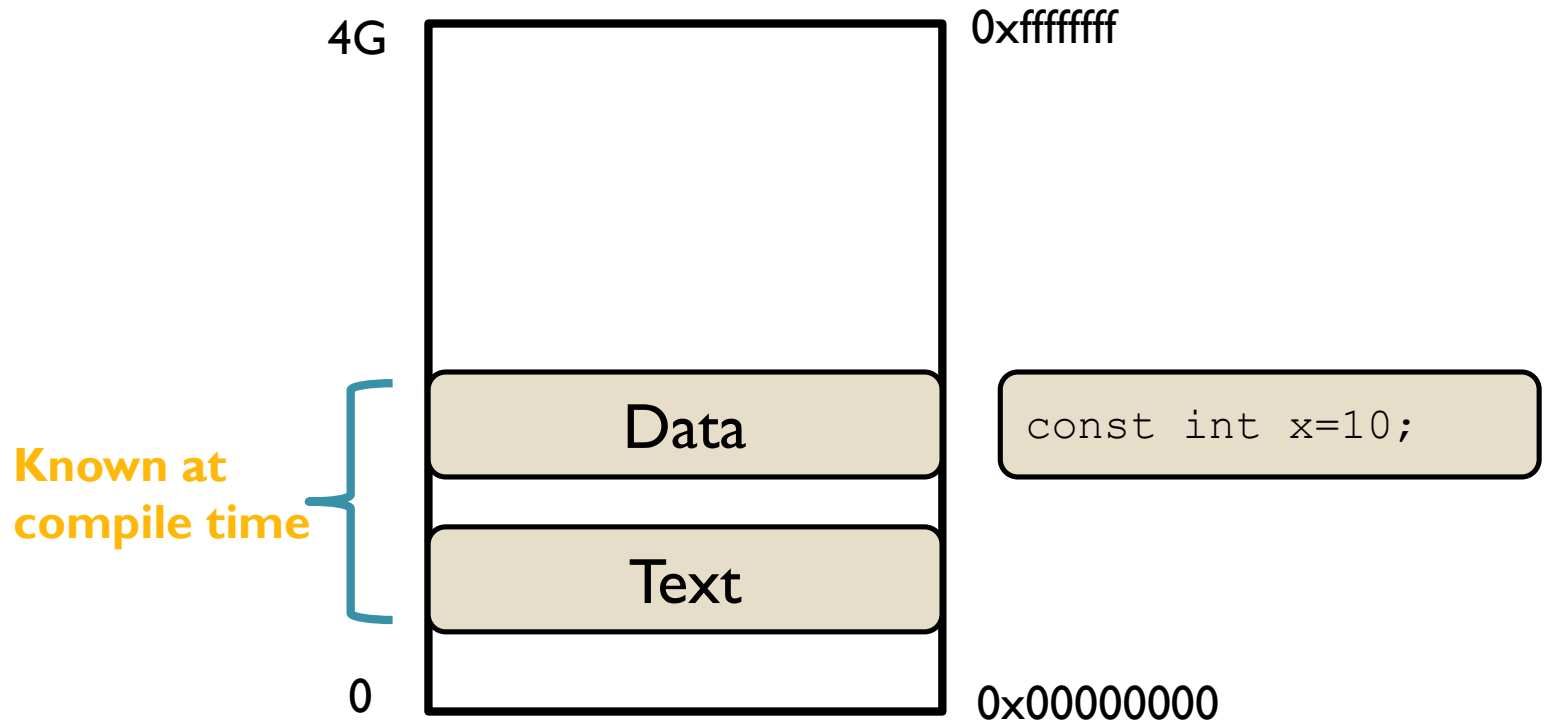 4G
0xffffffff
Data
const int x=10;
Known at
compile time
Text
0
0x00000000